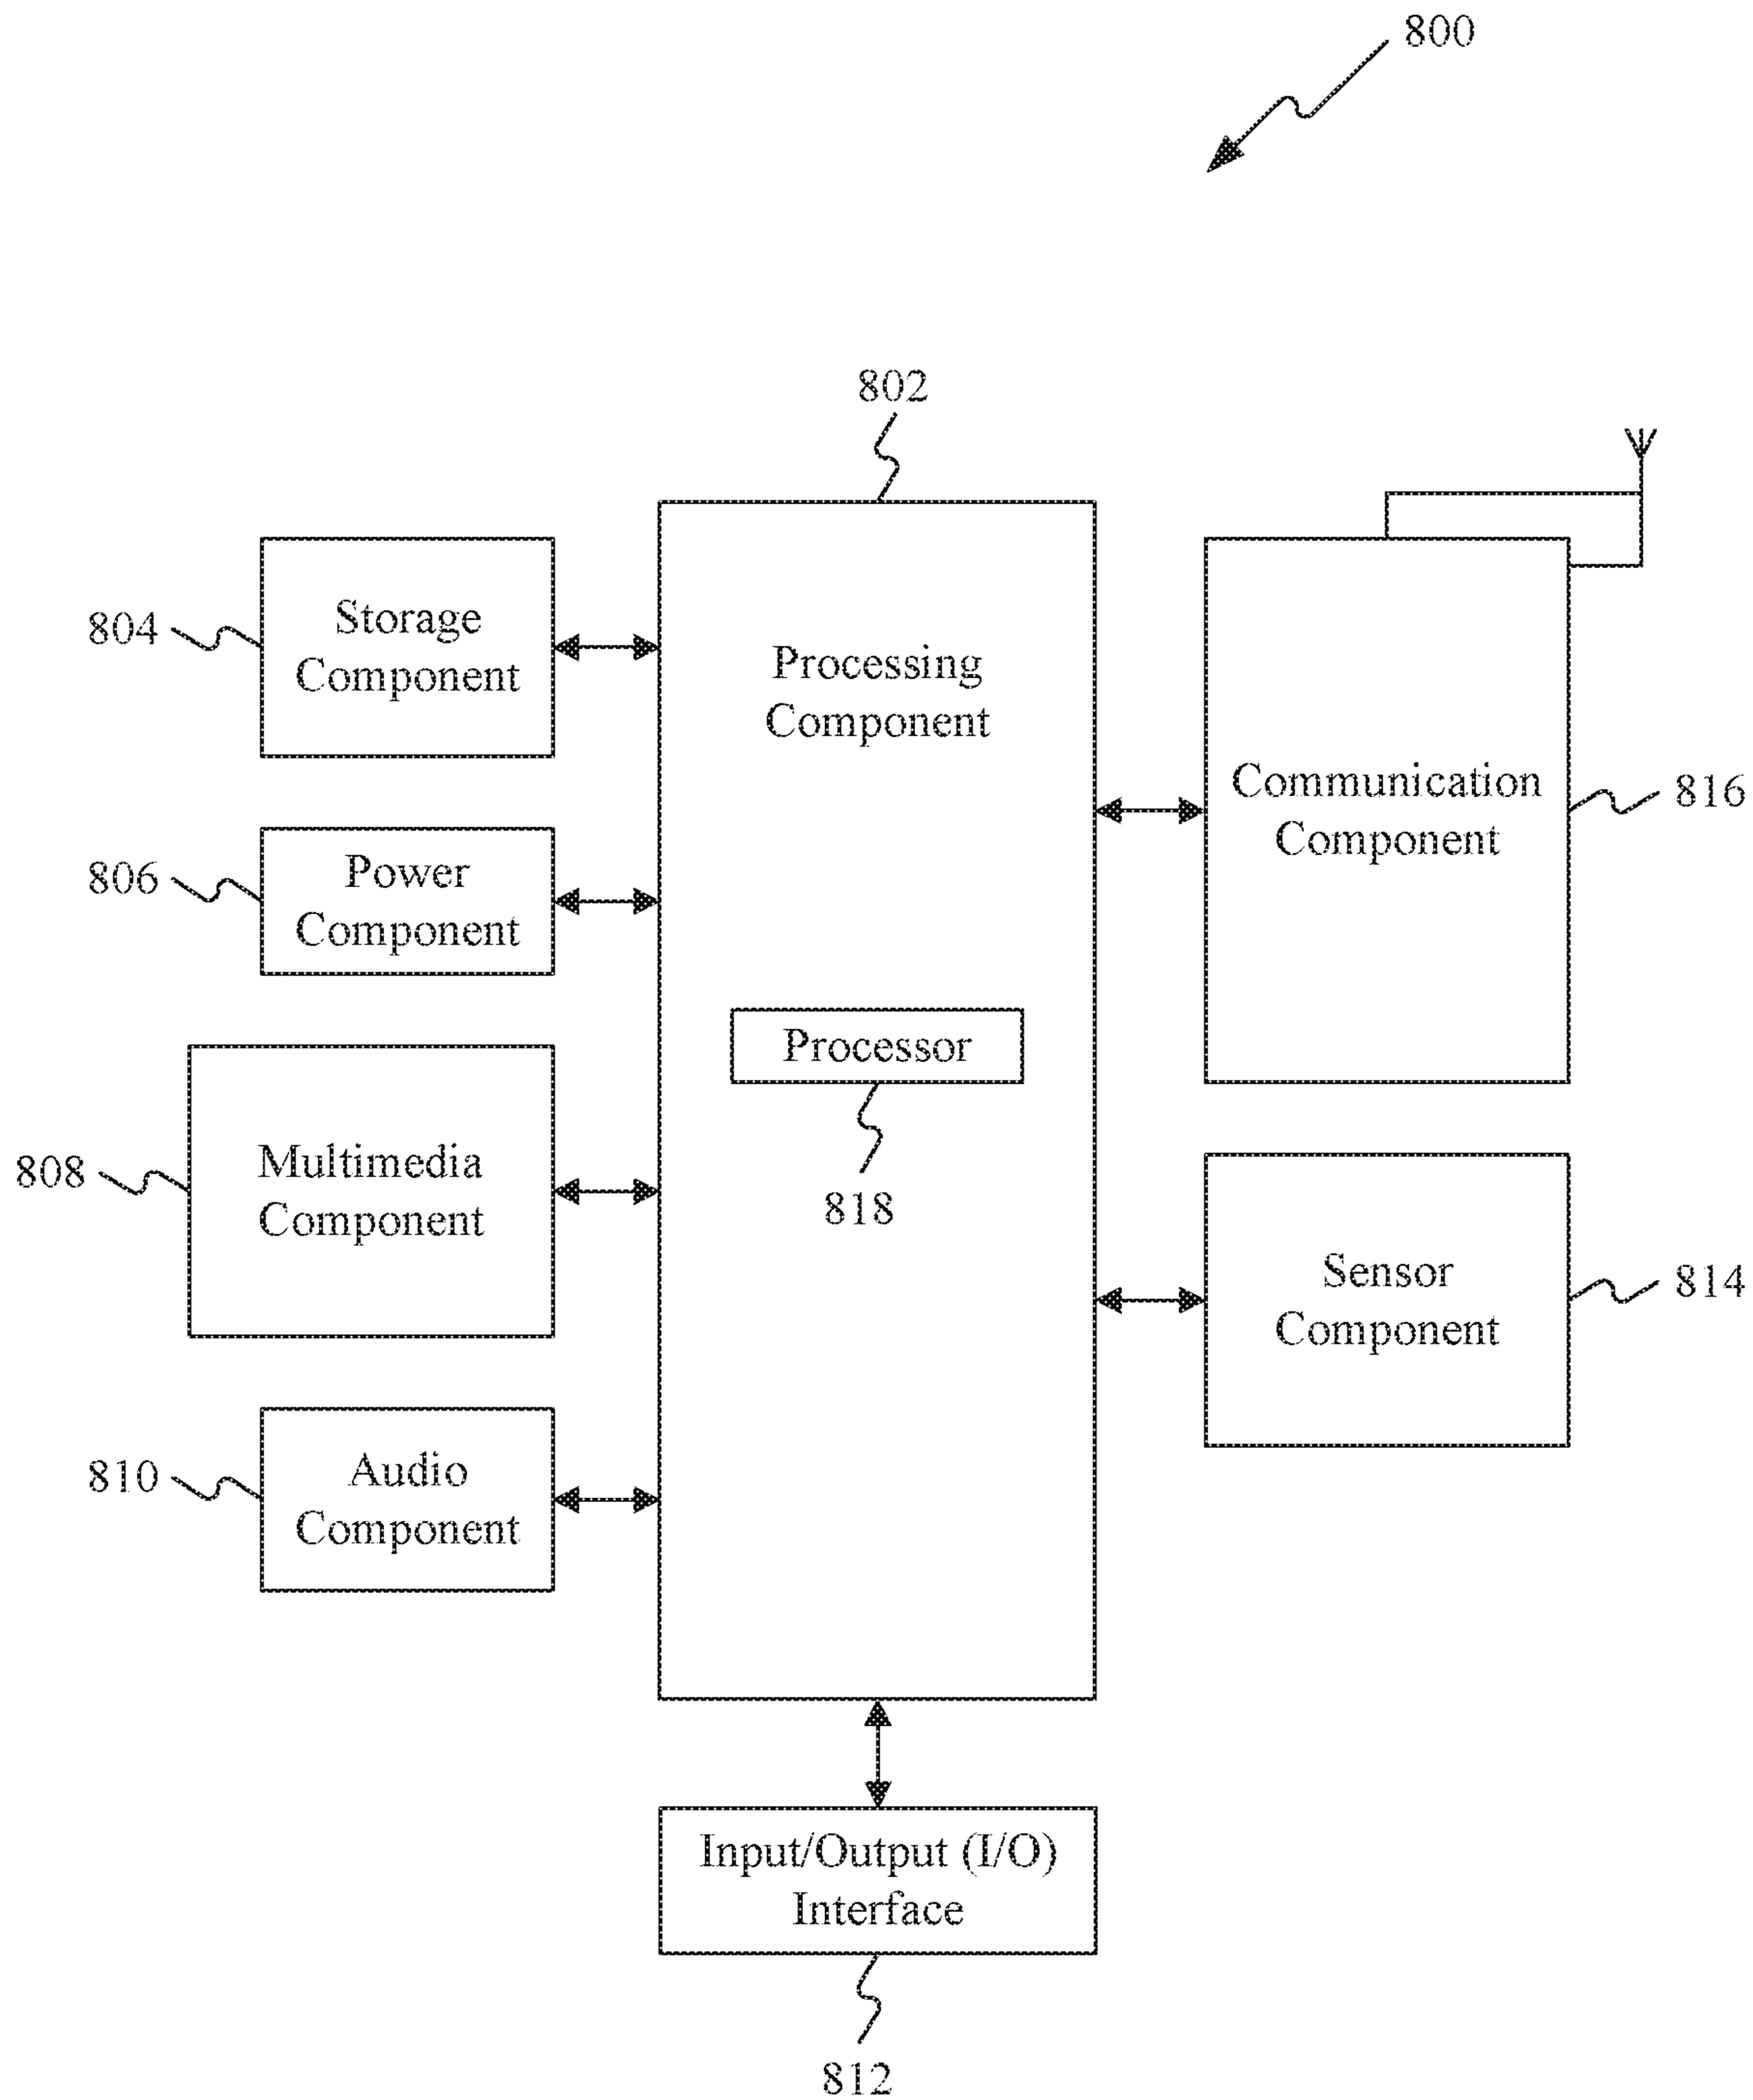 800
802
804
Storage
Component
Processing
Component
Communication
Component
816
806
Power
Component
Processor
818
808
Multimedia
Component
Sensor
Component
814
810
Audio
Component
Input/Output (I/O)
Interface
812